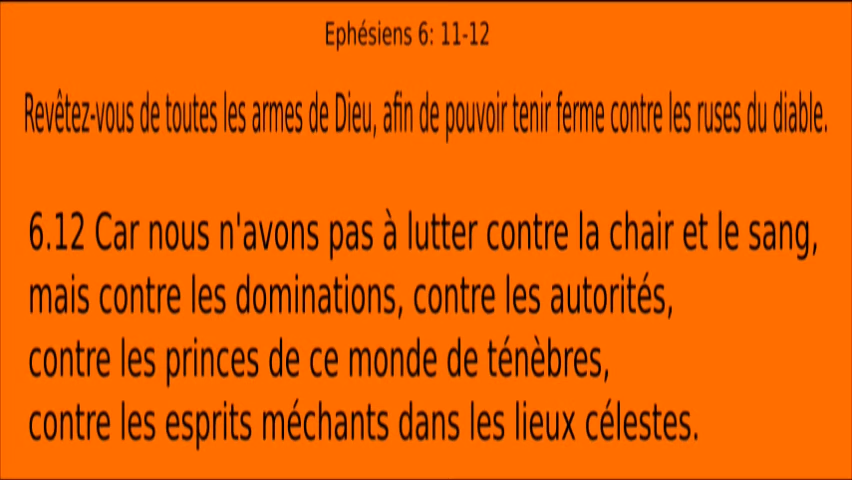 Ephésiens 6: 11-12
Revêtez-vous de toutes les armes de Dieu, afin de pouvoir tenir ferme contre les ruses du diable.
6.12 Car nous n'avons pas à lutter contre la chair et le sang,
mais contre les dominations, contre les autorités,
contre les princes de ce monde de ténèbres,
contre les esprits méchants dans les lieux célestes.